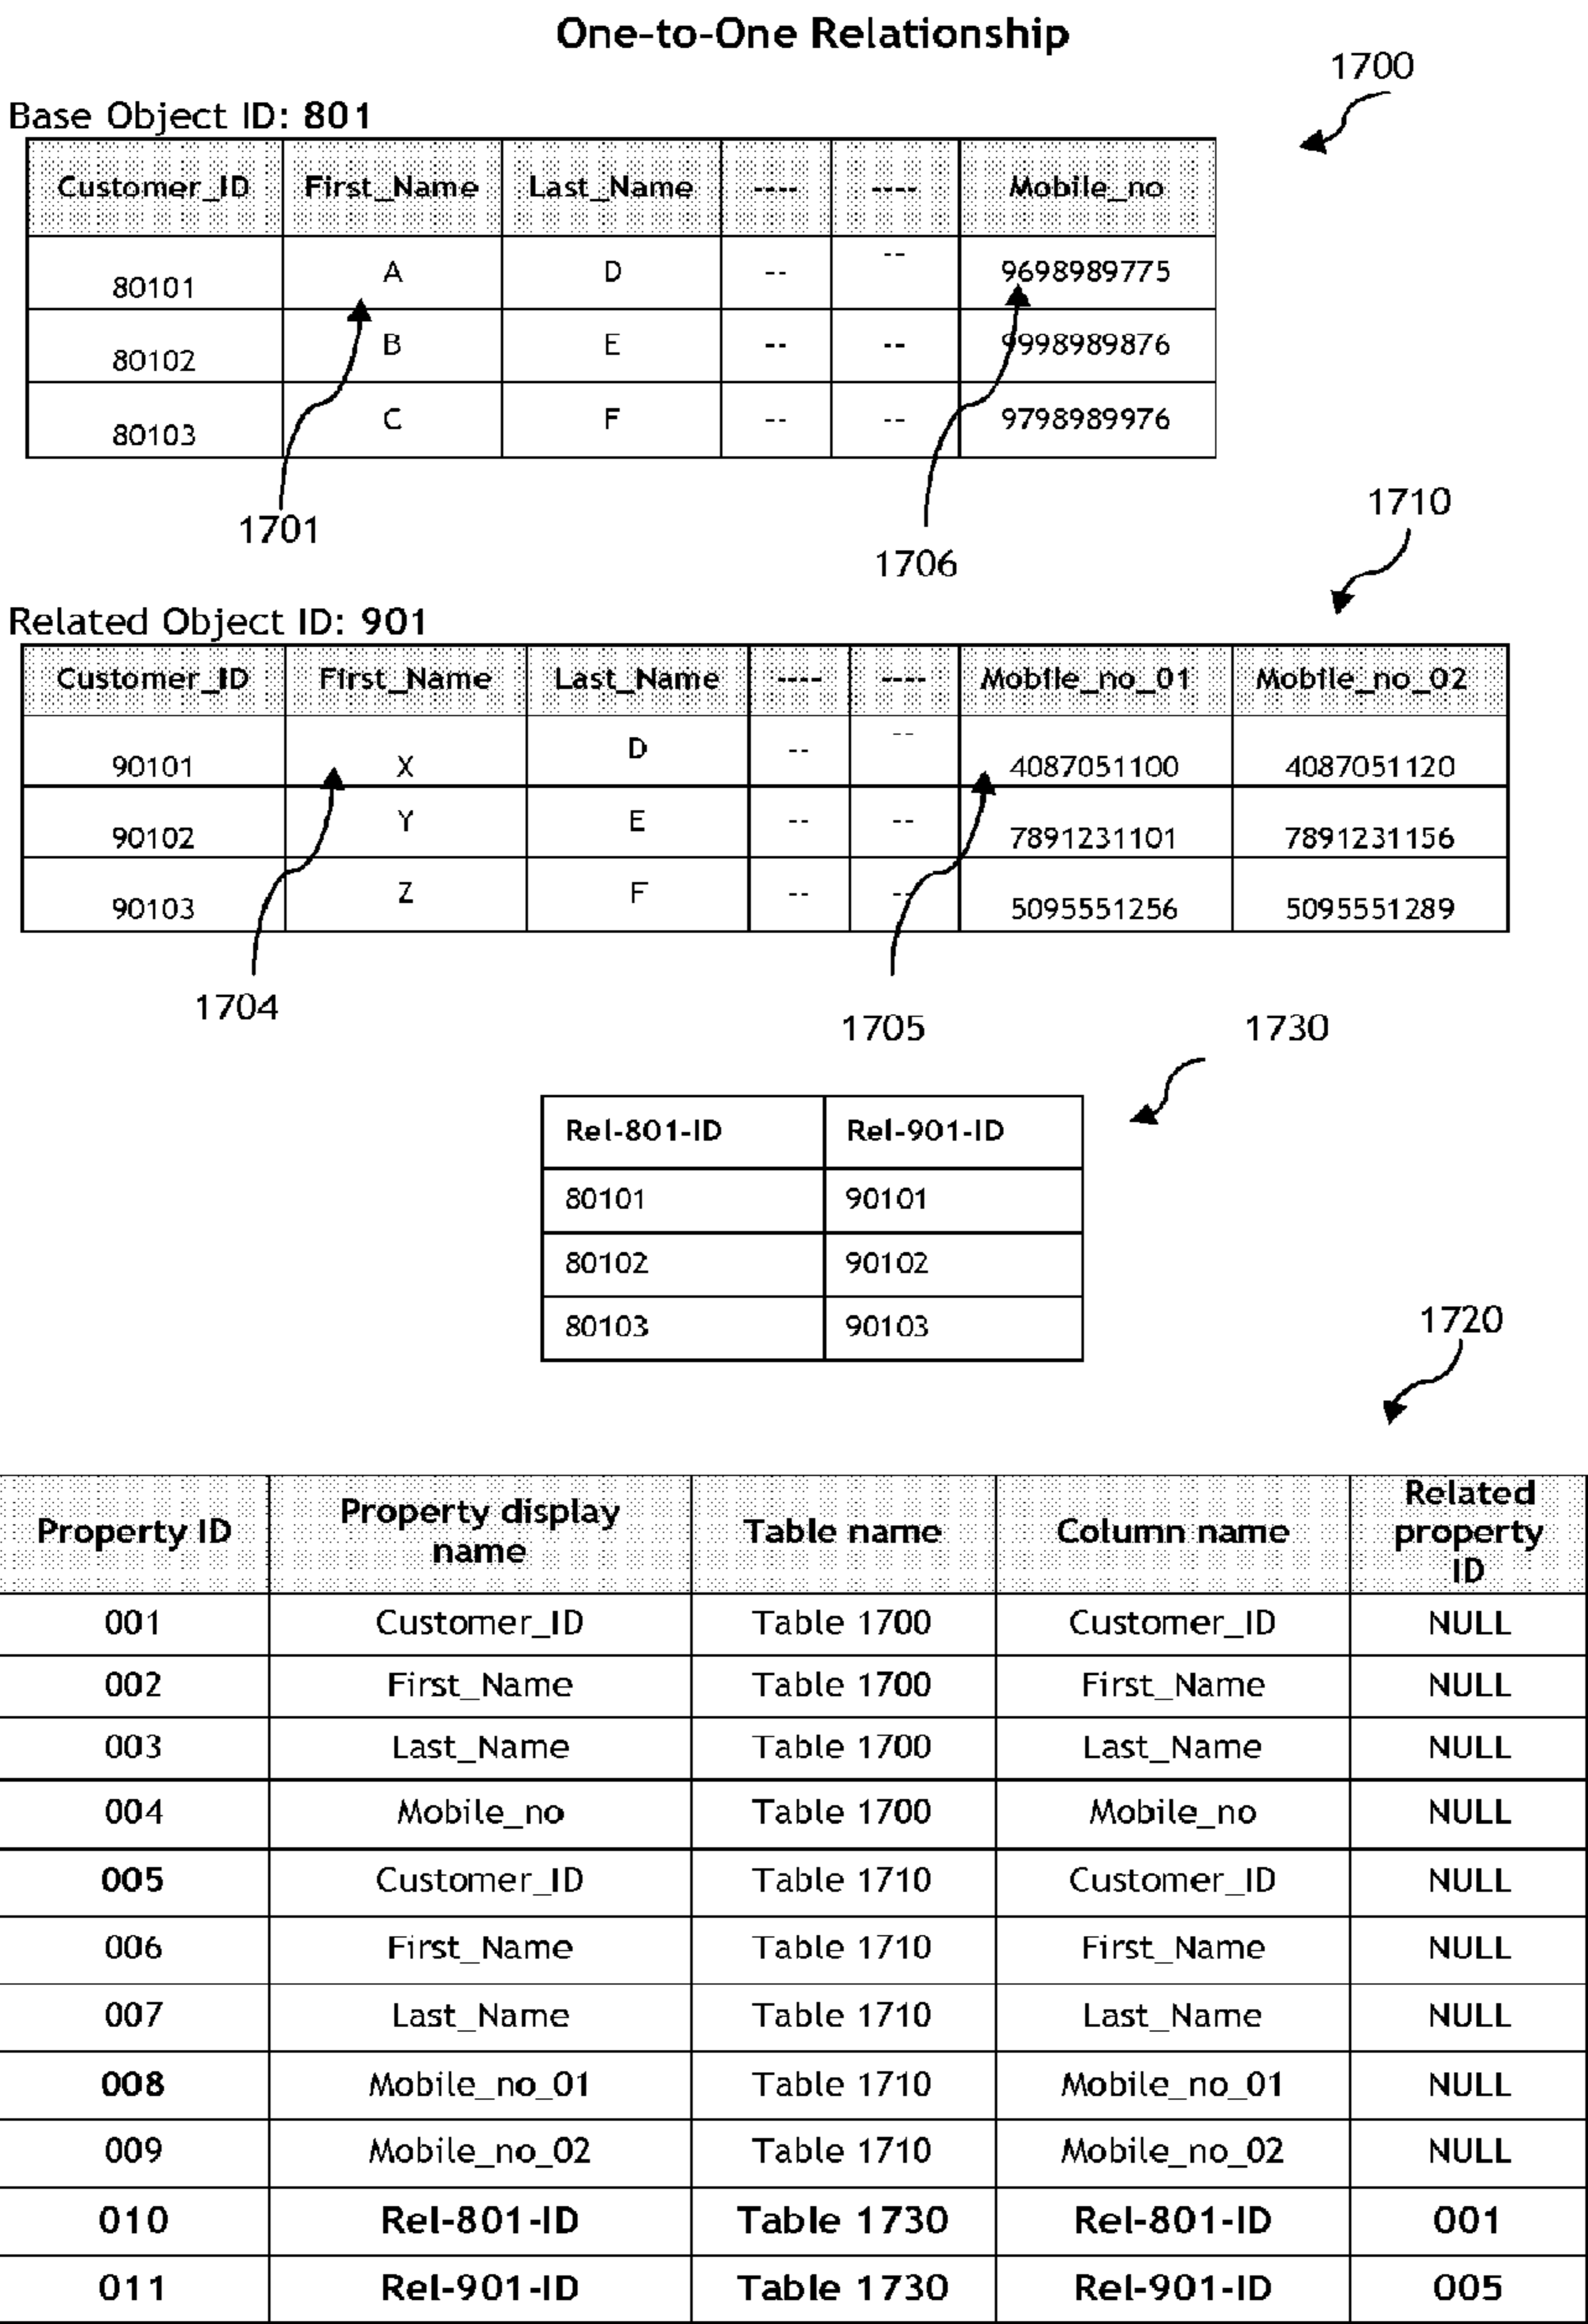 One-to-One Relationship
1700
Base Object ID: 801
Customer_ID First_Name Last_Name ---- ---- Mobile_no
80101 A D -- -- 9698989775
80102 B E -- -- 9998989876
80103 C F -- -- 9798989976
1701
1706
1710
Related Object ID: 901
Customer_ID First_Name Last_Name ---- ---- Mobile_no_01 Mobile_no_02
90101 X D -- -- 4087051100 4087051120
90102 Y E -- -- 7891231101 7891231156
90103 Z F -- -- 5095551256 5095551289
1704
1705
1730
Rel-801-ID Rel-901-ID
80101 90101
80102 90102
80103 90103
1720
Property ID Property display name Table name Column name Related property ID
001 Customer_ID Table 1700 Customer_ID NULL
002 First_Name Table 1700 First_Name NULL
003 Last_Name Table 1700 Last_Name NULL
004 Mobile_no Table 1700 Mobile_no NULL
005 Customer_ID Table 1710 Customer_ID NULL
006 First_Name Table 1710 First_Name NULL
007 Last_Name Table 1710 Last_Name NULL
008 Mobile_no_01 Table 1710 Mobile_no_01 NULL
009 Mobile_no_02 Table 1710 Mobile_no_02 NULL
010 Rel-801-ID Table 1730 Rel-801-ID 001
011 Rel-901-ID Table 1730 Rel-901-ID 005